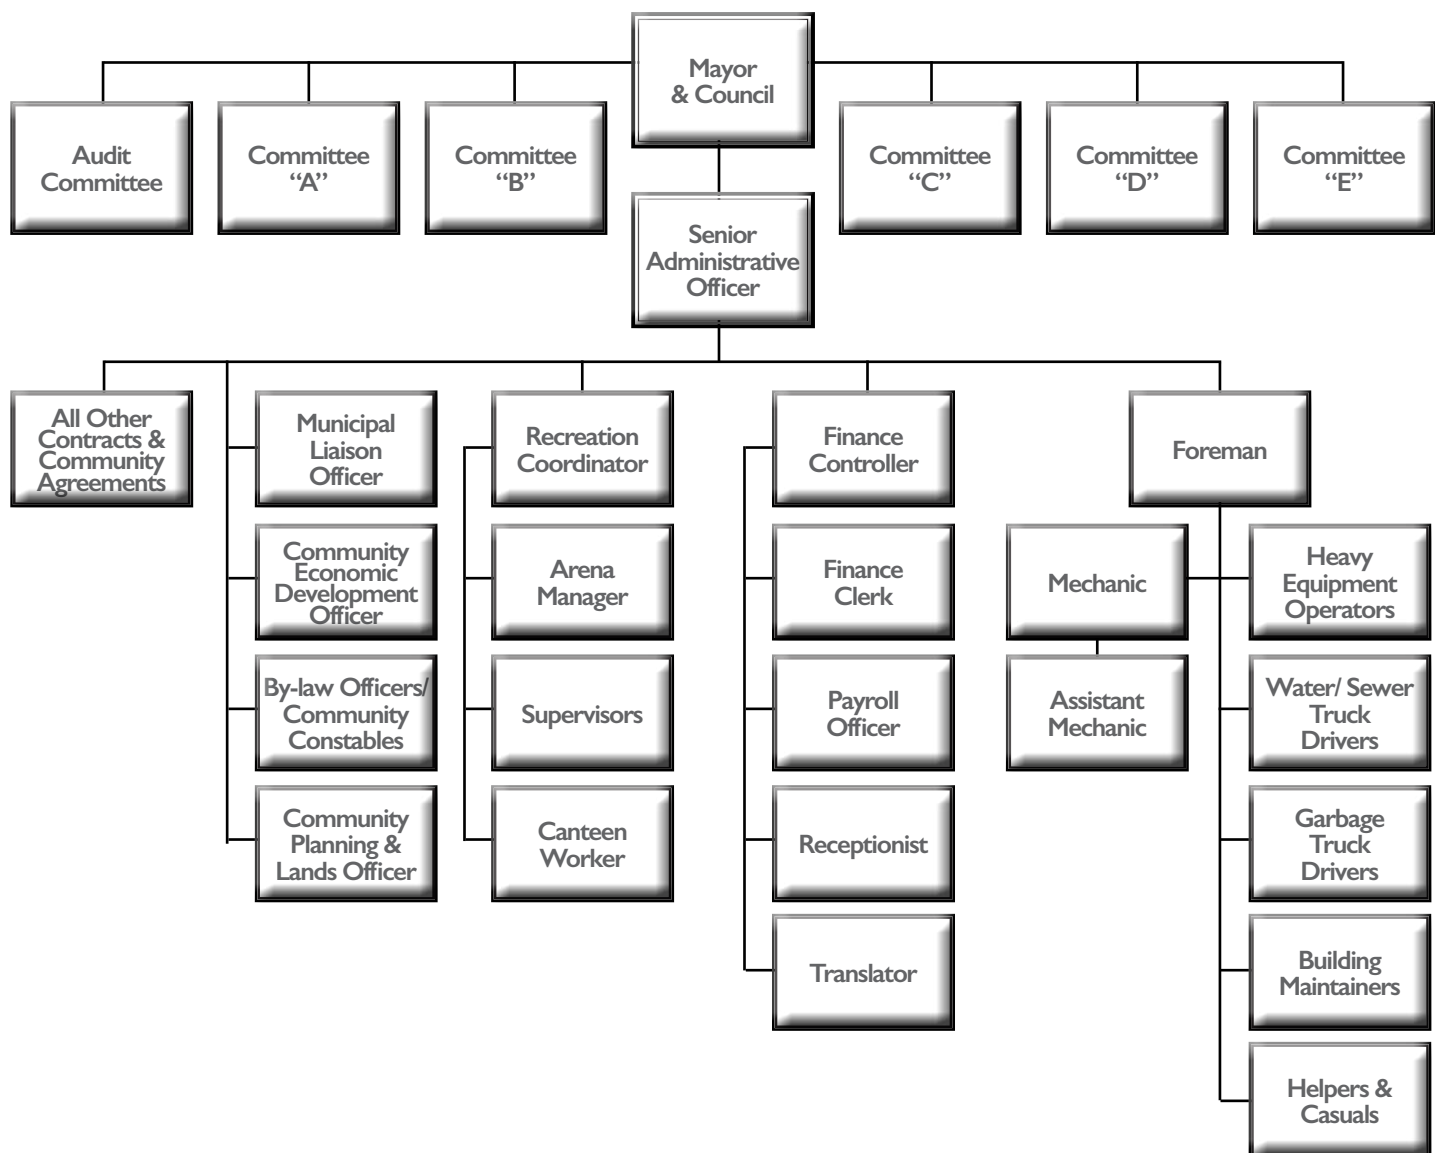 Mayor
& Council
Audit
Committee
Committee
“A”
Committee
“B”
Committee
“C”
Committee
“D”
Committee
“E”
Senior
Administrative
Officer
All Other
Contracts &
Community
Agreements
Municipal
Liaison
Officer
Recreation
Coordinator
Finance
Controller
Foreman
Community
Economic
Development
Officer
Arena
Manager
Finance
Clerk
Mechanic
Heavy
Equipment
Operators
By-law Officers/
Community
Constables
Supervisors
Payroll
Officer
Assistant
Mechanic
Water/ Sewer
Truck
Drivers
Community
Planning &
Lands Officer
Canteen
Worker
Receptionist
Garbage
Truck
Drivers
Translator
Building
Maintainers
Helpers &
Casuals